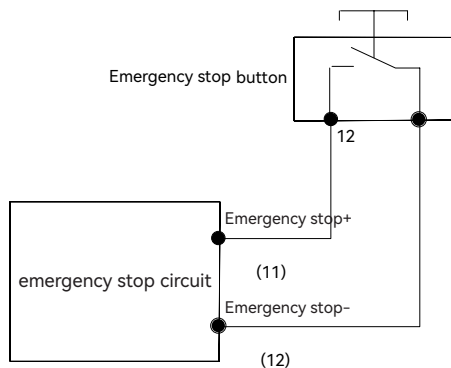 Emergency stop button
12
Emergency stop+
(11)
emergency stop circuit
Emergency stop-
(12)